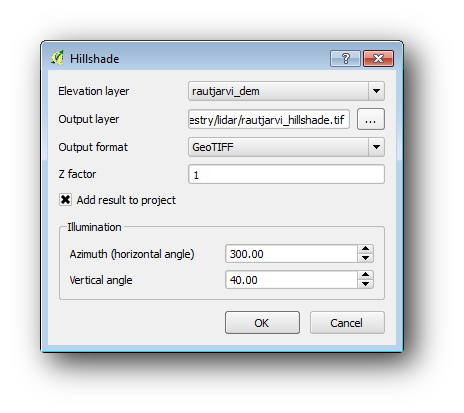 Hillshade
Elevation layer rautjarvi_dem
Output layer estry/lidar/rautjarvi_hillshade.tif ...
Output format GeoTIFF
Z factor 1
Add result to project
Illumination
Azimuth (horizontal angle) 300.00
Vertical angle 40.00
OK Cancel